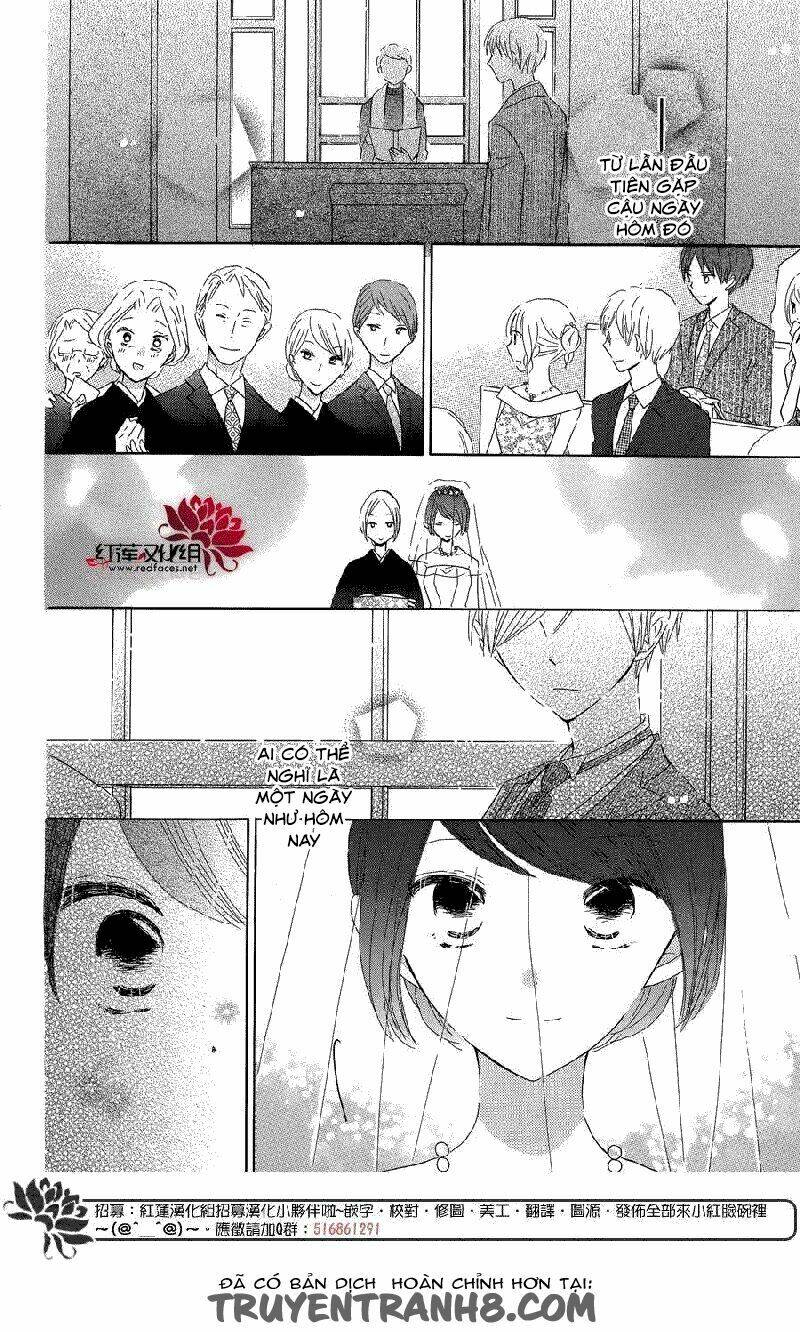 TỪ LẦN ĐẦU
TIÊN GẶP
CẬU NGÀY
HÔM ĐÓ
红莲汉化组
www.redfaces.net
AI CÓ THỂ
NGHĨ LÀ
MỘT NGÀY
NHƯ HÔM
NAY
招募：紅蓮漢化組招募漢化小夥伴啦~嵌字·校對·修圖·美工·翻譯·圖源·發佈全部來小紅臉碗裡
~(@^_^@)~。應徵請加Q群：516861291
ĐÃ CÓ BẢN DỊCH HOÀN CHỈNH HƠN TẠI:
TRUYENTRANH8.COM